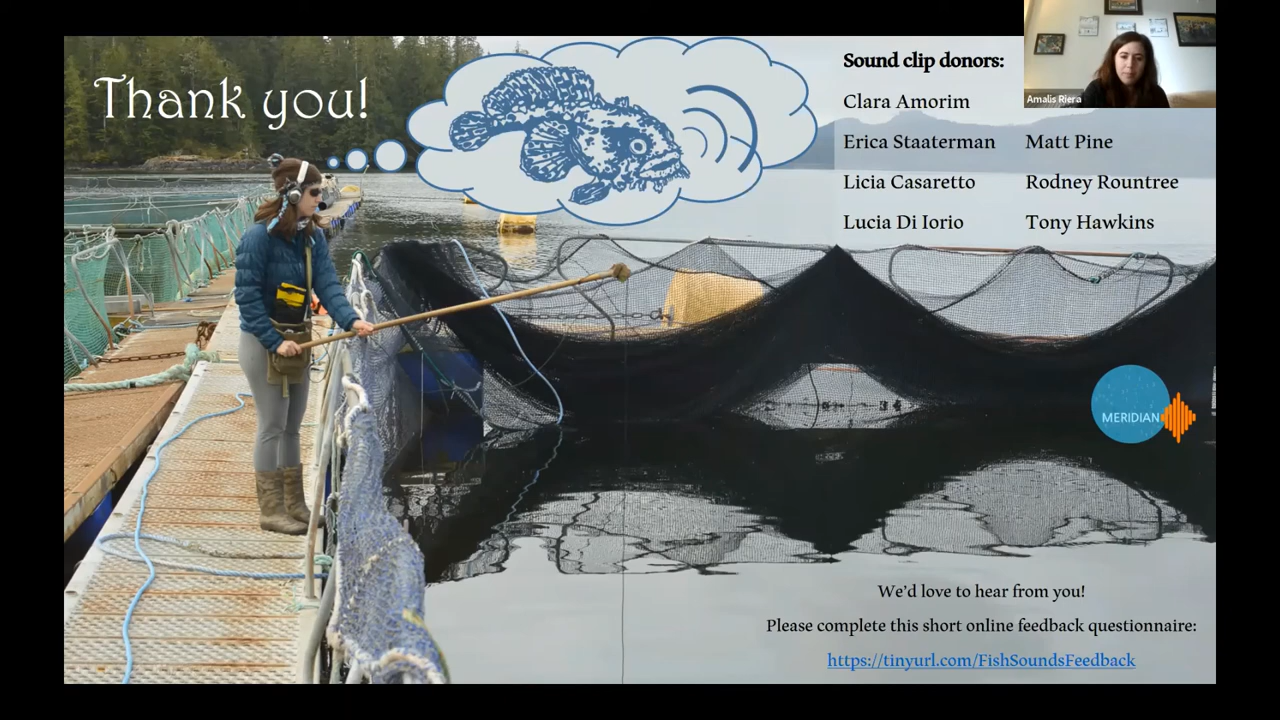 Thank you!
Sound clip donors:
Clara Amorim
Erica Staaterman Matt Pine
Licia Casaretto Rodney Rountree
Lucia Di Iorio Tony Hawkins
Amalis Riera
MERIDIAN
We'd love to hear from you!
Please complete this short online feedback questionnaire:
https://tinyurl.com/FishSoundsFeedback